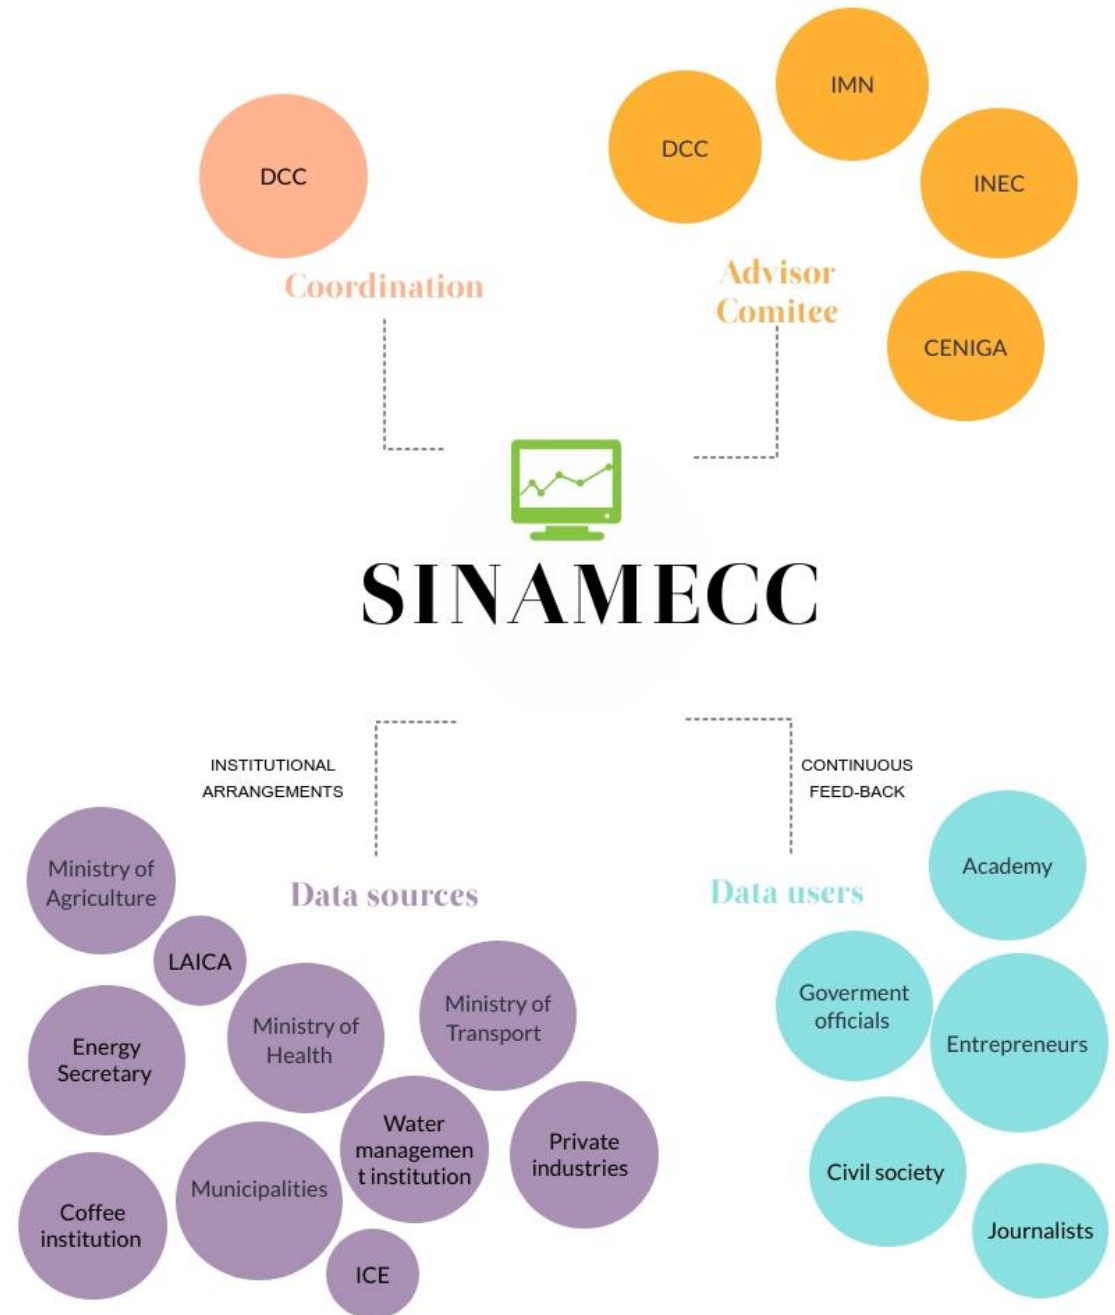 IMN
DCC
DCC
INEC
Coordination
Advisor
Comitee
CENIGA
SINAMECC
INSTITUTIONAL
ARRANGEMENTS
CONTINUOUS
FEED-BACK
Data sources
Ministry of
Agriculture
LAICA
Energy
Secretary
Ministry of
Health
Ministry of
Transport
Water
managemen
t institution
Private
industries
Municipalities
Coffee
institution
ICE
Data users
Academy
Goverment
officials
Entrepreneurs
Civil society
Journalists